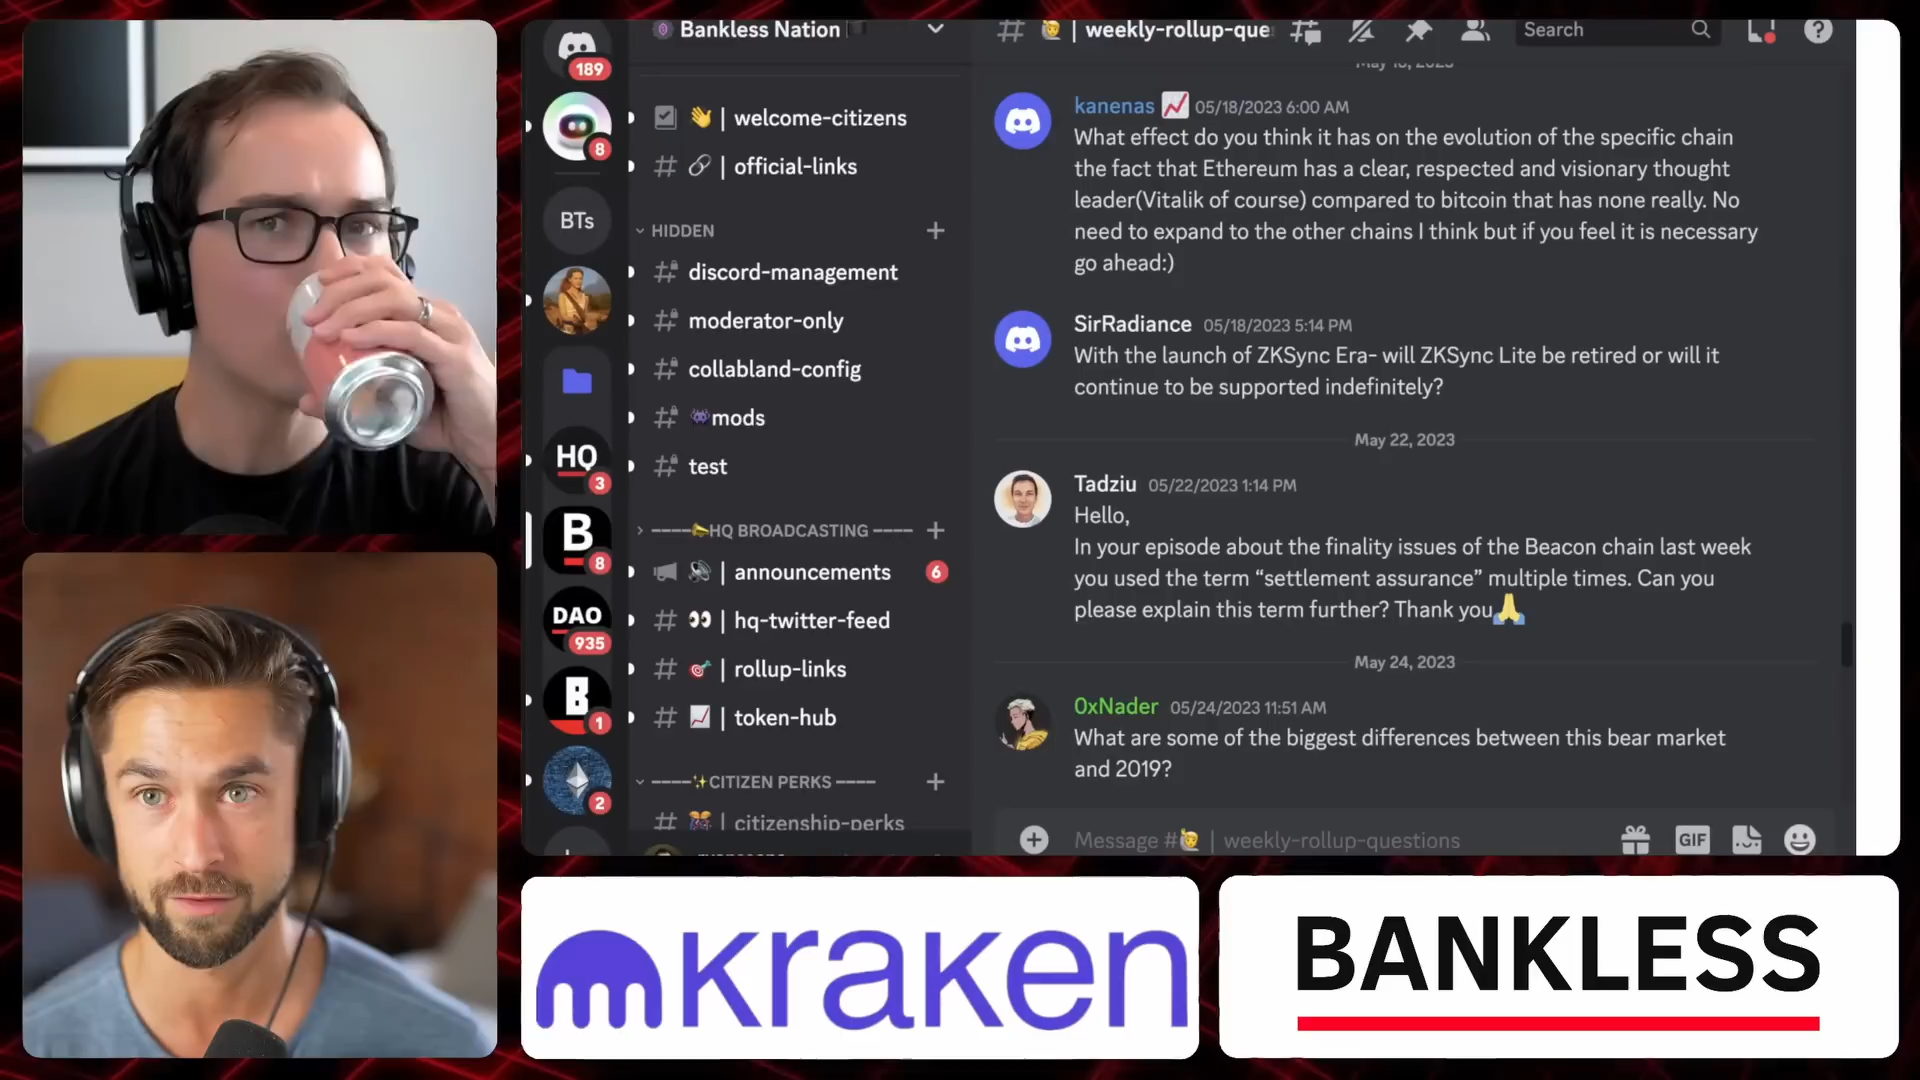 189
8
BTs
HQ
3
B
8
DAO
935
B
1
2
Bankless Nation
| welcome-citizens
# | official-links
HIDDEN
discord-management
moderator-only
collabland-config
mods
test
----HQ BROADCASTING ----
| announcements
6
# | hq-twitter-feed
# | rollup-links
# | token-hub
----CITIZEN PERKS ----
# | citizenship-perks
# | weekly-rollup-que
Search
May 18, 2023
kanenas 05/18/2023 6:00 AM
What effect do you think it has on the evolution of the specific chain
the fact that Ethereum has a clear, respected and visionary thought
leader(Vitalik of course) compared to bitcoin that has none really. No
need to expand to the other chains I think but if you feel it is necessary
go ahead:)
SirRadiance 05/18/2023 5:14 PM
With the launch of ZKSync Era- will ZKSync Lite be retired or will it
continue to be supported indefinitely?
May 22, 2023
Tadziu 05/22/2023 1:14 PM
Hello,
In your episode about the finality issues of the Beacon chain last week
you used the term “settlement assurance” multiple times. Can you
please explain this term further? Thank you🙏
May 24, 2023
0xNader 05/24/2023 11:51 AM
What are some of the biggest differences between this bear market
and 2019?
Message # | weekly-rollup-questions
GIF
kraken
BANKLESS